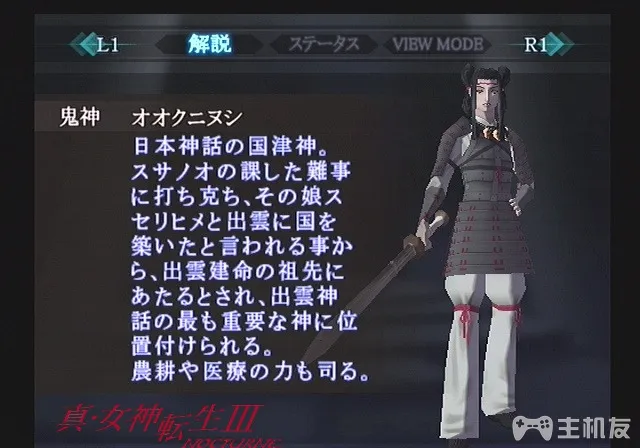 L1 解説 ステータス VIEW MODE R1
鬼神 オオクニヌシ
日本神話の国津神。
スサノオの課した難事
に打ち克ち、その娘ス
セリヒメと出雲に国を
築いたと言われる事か
ら、出雲建命の祖先に
あたるとされ、出雲神
話の最も重要な神に位
置付けられる。
農耕や医療の力も司る。
真・女神転生III
NOCTURNE
主机友